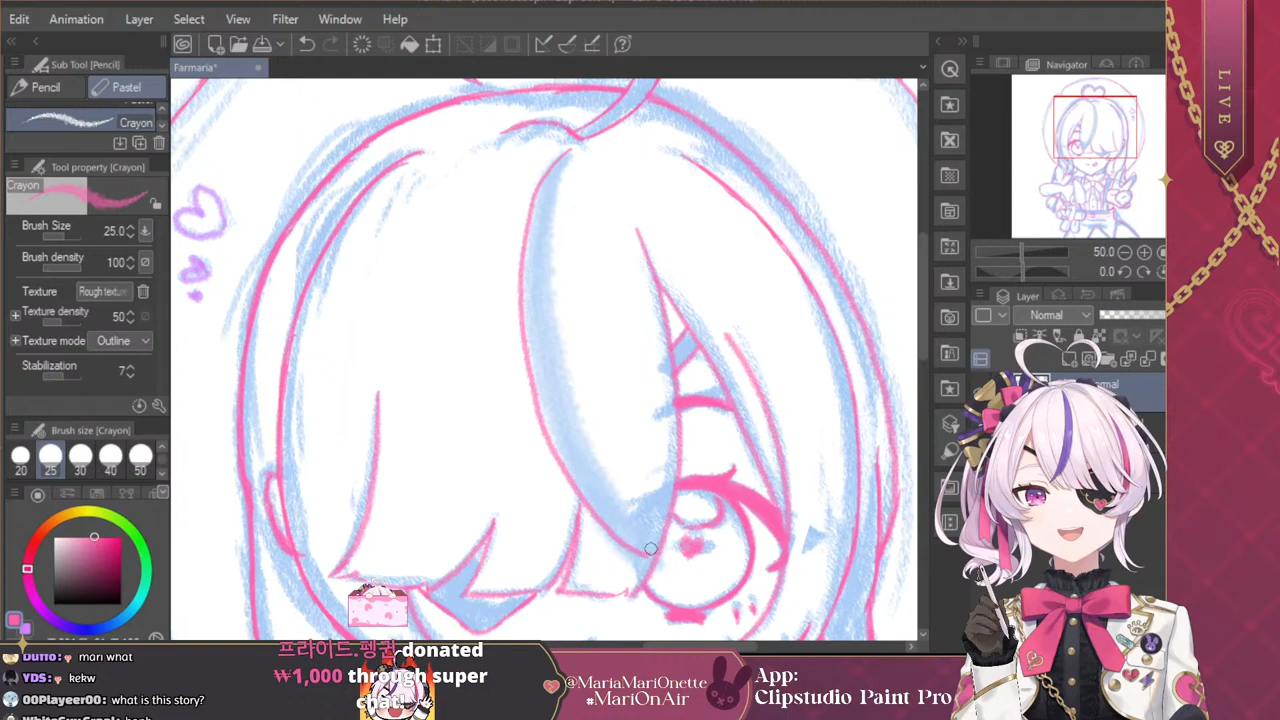 Edit Animation Layer Select View Filter Window Help
Sub Tool [Pencil]
Farmaria*
Navigator
Pencil Pastel
Crayon
Tool property [Crayon]
Crayon
Brush Size 25.0
Brush density 100
Texture Rough texture
Texture density 50
Texture mode Outline
Stabilization 7
Brush size [Crayon]
20 25 30 40 50
50.0
0.0
Layer
Normal
LIVE
DUTTO: mari what
YDS: kekw
00Player00: what is this story?
프라이드.펭귄 donated
₩1,000 through super
chat!
@MariaMariOnette
#MariOnAir
App:
Clipstudio Paint Pro